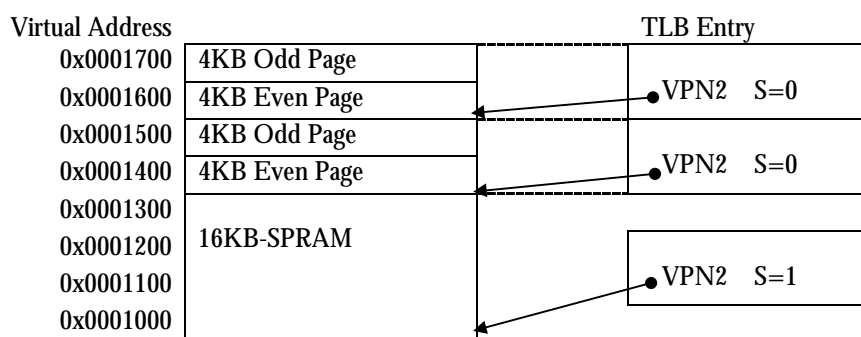 Virtual Address TLB Entry
0x0001700 4KB Odd Page
0x0001600 4KB Even Page VPN2 S=0
0x0001500 4KB Odd Page
0x0001400 4KB Even Page VPN2 S=0
0x0001300
0x0001200 16KB-SPRAM
0x0001100 VPN2 S=1
0x0001000